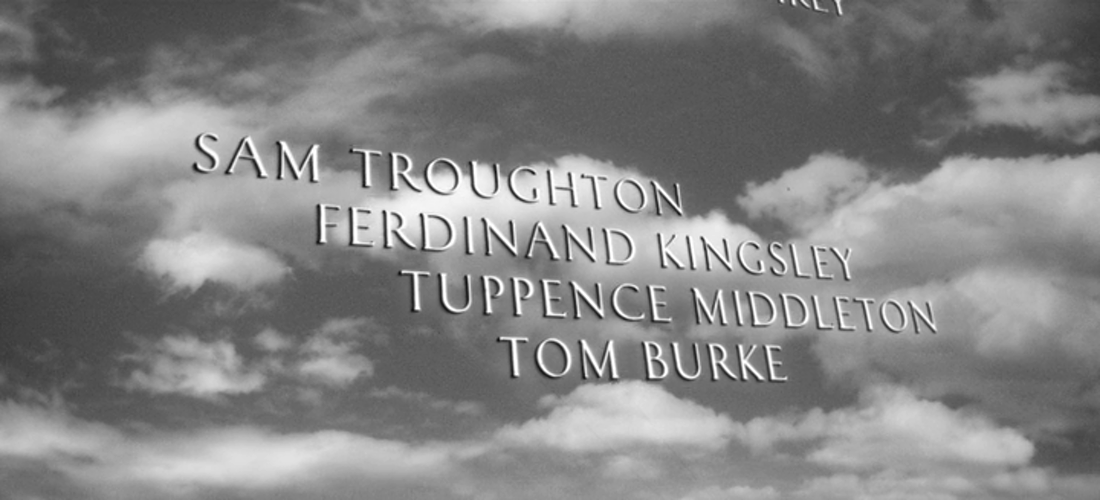 SAM TROUGHTON
FERDINAND KINGSLEY
TUPPENCE MIDDLETON
TOM BURKE